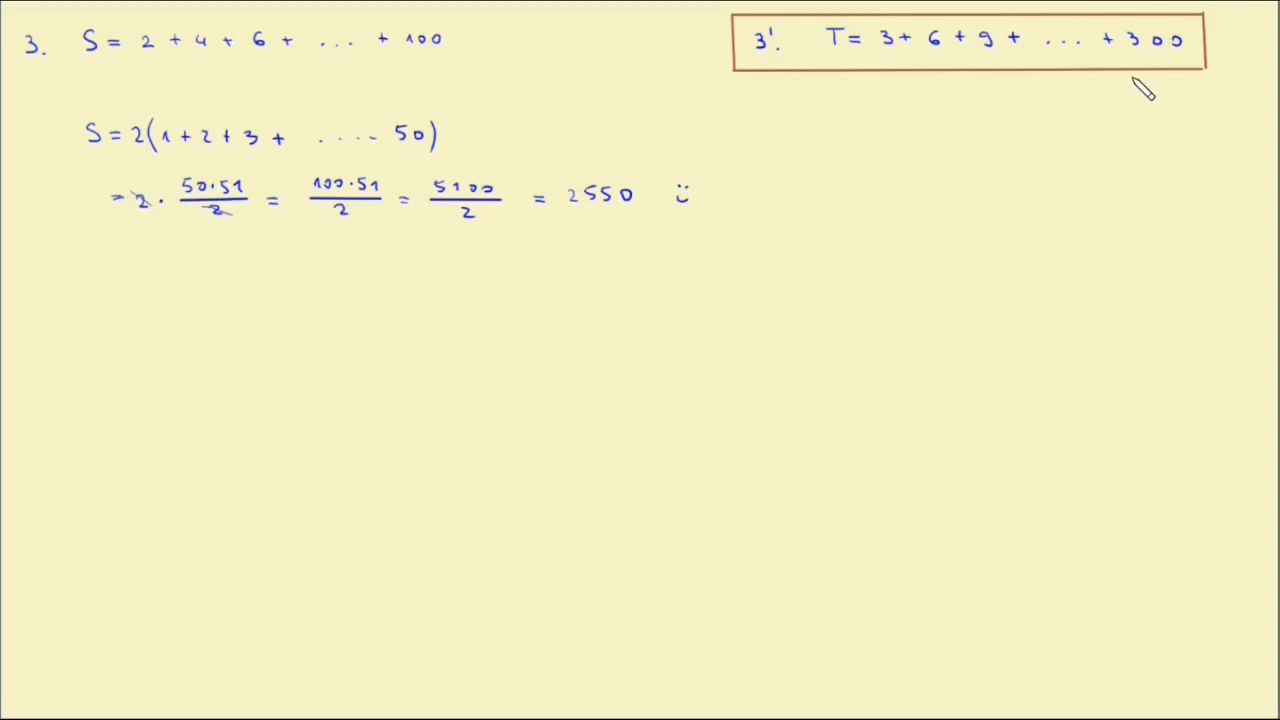 3. S = 2 + 4 + 6 + ... + 100
3'. T = 3 + 6 + 9 + ... + 300
S = 2(1 + 2 + 3 + .... 50)
= 2 · 50·51/2 = 100·51/2 = 5100/2 = 2550 "⌣